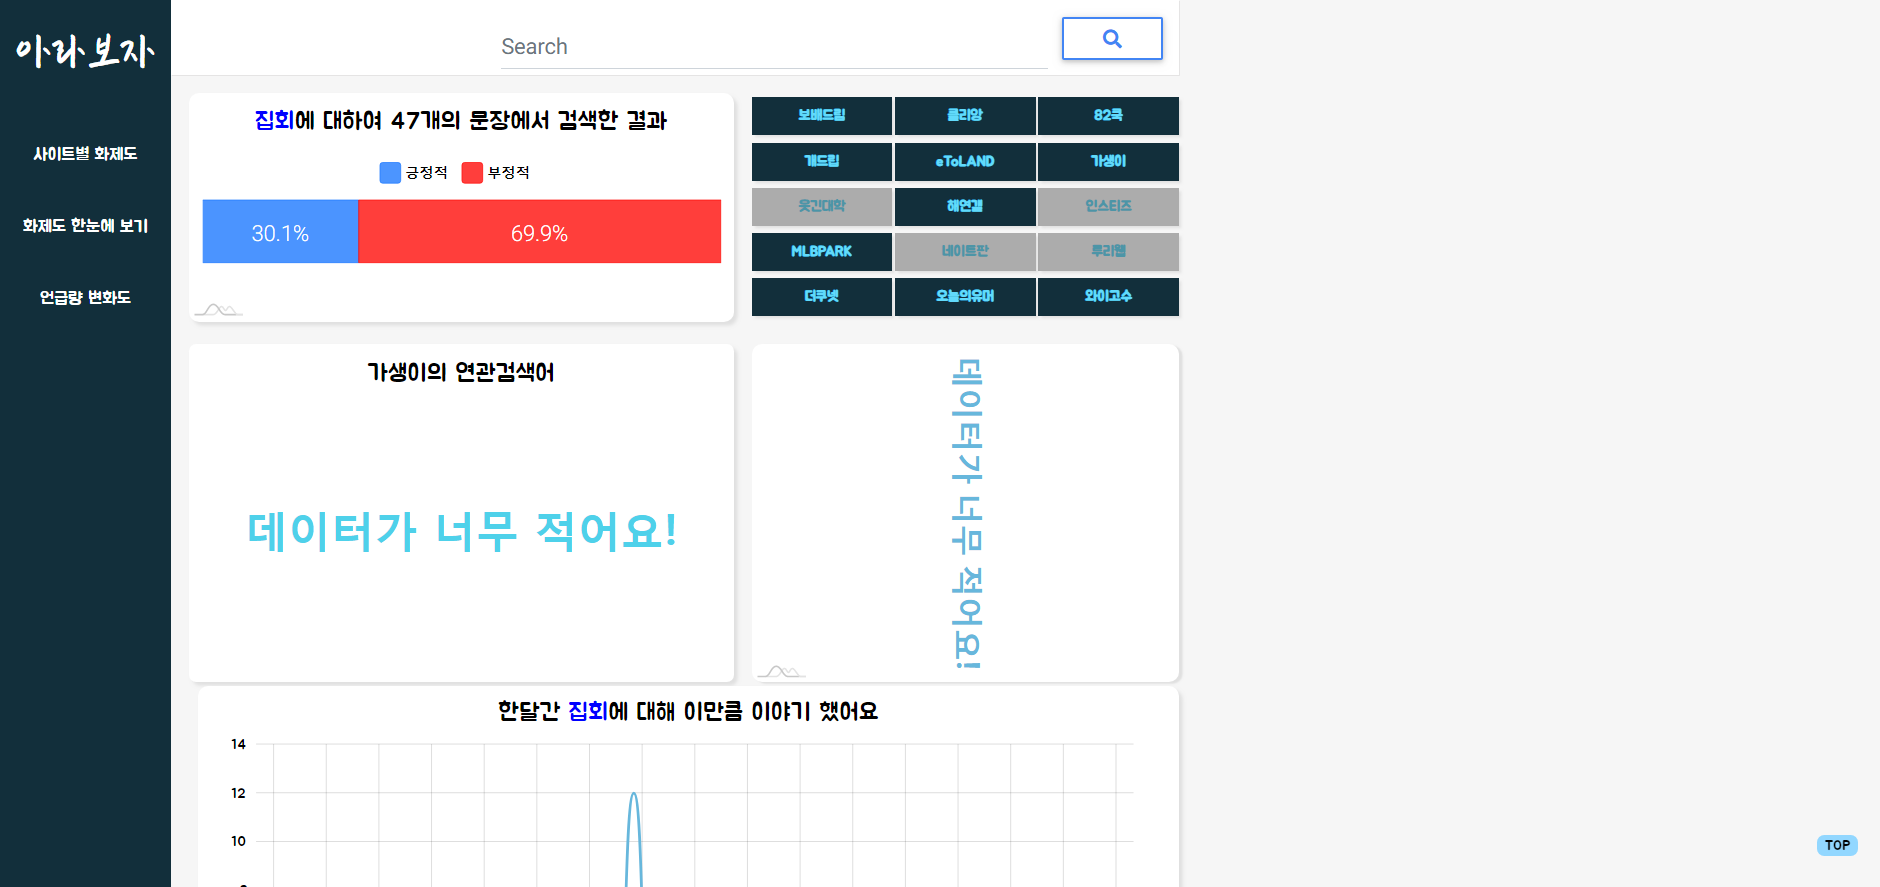 아라보자
사이트별 화제도
화제도 한눈에 보기
언급량 변화도
Search
집회에 대하여 47개의 문장에서 검색한 결과
긍정적 부정적
30.1% 69.9%
보배드림 클리앙 82쿡
개드립 eToLAND 가생이
웃긴대학 해연갤 인스티즈
MLBPARK 네이트판 루리웹
더쿠넷 오늘의유머 와이고수
가생이의 연관검색어
데이터가 너무 적어요!
데이터가 너무 적어요!
한달간 집회에 대해 이만큼 이야기 했어요
14
12
10
TOP